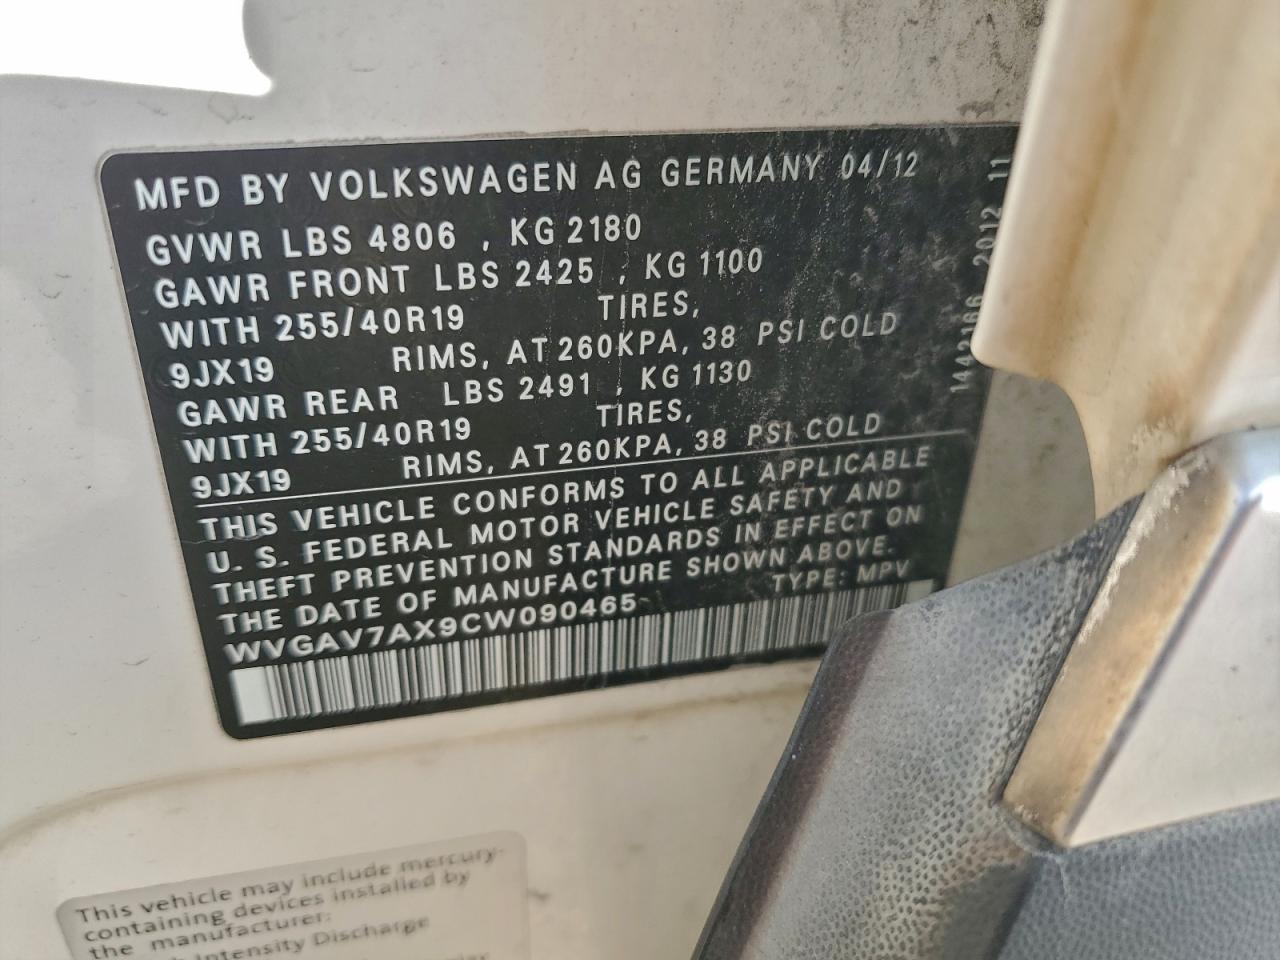 MFD BY VOLKSWAGEN AG GERMANY 04/12
GVWR LBS 4806 , KG 2180
GAWR FRONT LBS 2425 , KG 1100
WITH 255/40R19 TIRES,
9JX19 RIMS, AT 260KPA, 38 PSI COLD
GAWR REAR LBS 2491 , KG 1130
WITH 255/40R19 TIRES,
9JX19 RIMS, AT 260KPA, 38 PSI COLD
THIS VEHICLE CONFORMS TO ALL APPLICABLE
U. S. FEDERAL MOTOR VEHICLE SAFETY AND
THEFT PREVENTION STANDARDS IN EFFECT ON
THE DATE OF MANUFACTURE SHOWN ABOVE.
WVGAV7AX9CW090465 TYPE: MPV
1442166 2012 11
This vehicle may include mercury-
containing devices installed by
the manufacturer:
Intensity Discharge